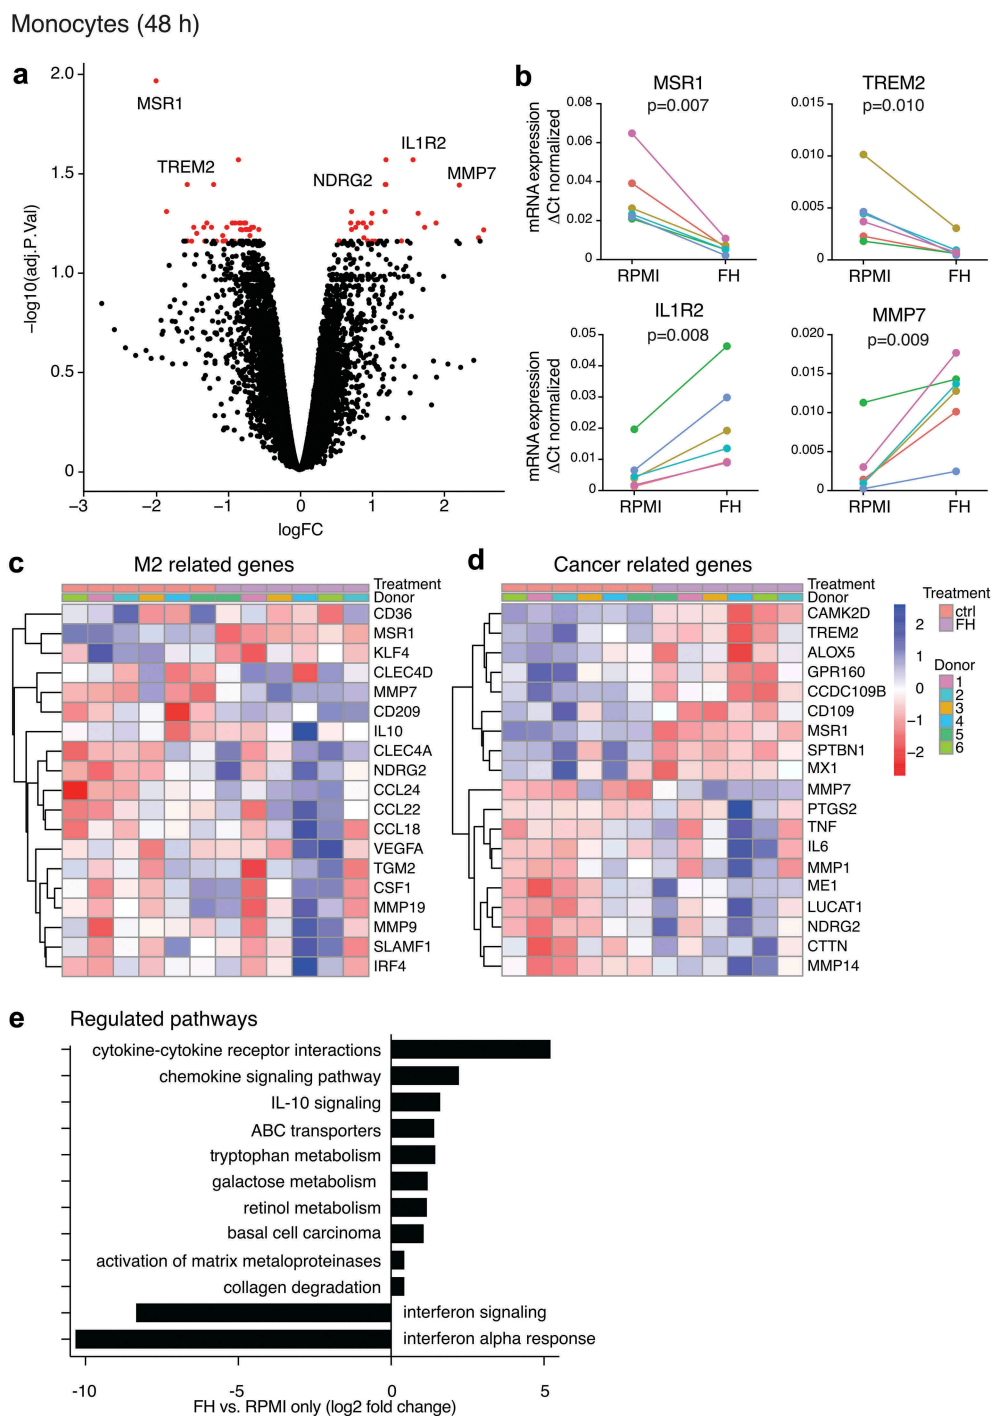 Monocytes (48 h)
a
2.0
1.5
1.0
0.5
0
−log10(adj.P.Val)
MSR1
TREM2
IL1R2
NDRG2
MMP7
−3
−2
−1
0
1
2
logFC
b
MSR1
p=0.007
mRNA expression
ΔCt normalized
0.08
0.06
0.04
0.02
0
RPMI
FH
TREM2
p=0.010
0.015
0.010
0.005
0
RPMI
FH
IL1R2
p=0.008
mRNA expression
ΔCt normalized
0.05
0.04
0.03
0.02
0.01
0
RPMI
FH
MMP7
p=0.009
0.020
0.015
0.010
0.005
0
RPMI
FH
c
M2 related genes
Treatment
Donor
CD36
MSR1
KLF4
CLEC4D
MMP7
CD209
IL10
CLEC4A
NDRG2
CCL24
CCL22
CCL18
VEGFA
TGM2
CSF1
MMP19
MMP9
SLAMF1
IRF4
d
Cancer related genes
Treatment
Donor
CAMK2D
TREM2
ALOX5
GPR160
CCDC109B
CD109
MSR1
SPTBN1
MX1
MMP7
PTGS2
TNF
IL6
MMP1
ME1
LUCAT1
NDRG2
CTTN
MMP14
2
1
0
−1
−2
Treatment
ctrl
FH
Donor
1
2
3
4
5
6
e
Regulated pathways
cytokine-cytokine receptor interactions
chemokine signaling pathway
IL-10 signaling
ABC transporters
tryptophan metabolism
galactose metabolism
retinol metabolism
basal cell carcinoma
activation of matrix metaloproteinases
collagen degradation
interferon signaling
interferon alpha response
-10
-5
0
5
FH vs. RPMI only (log2 fold change)